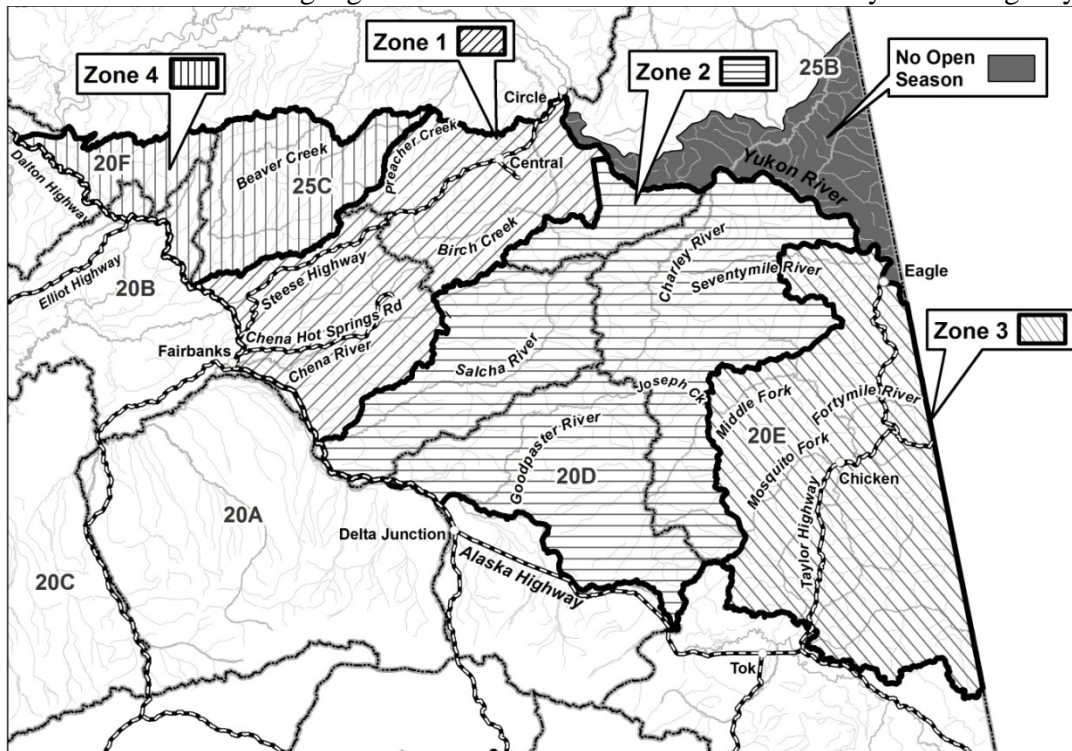 Zone 4
Zone 1
Zone 2
25B
No Open
Season
Circle
20F
Dalton Highway
Beaver Creek
25C
Preacher Creek
Central
Yukon River
Birch Creek
Charley River
Seventymile River
Eagle
Elliot Highway
20B
Steese Highway
Chena Hot Springs Rd
Zone 3
Fairbanks
Chena River
Salcha River
Joseph Ck
Middle Fork
Fortymile River
20E
Goodpaster River
20D
Mosquito Fork
Chicken
20A
Delta Junction
Alaska Highway
Taylor Highway
20C
Tok